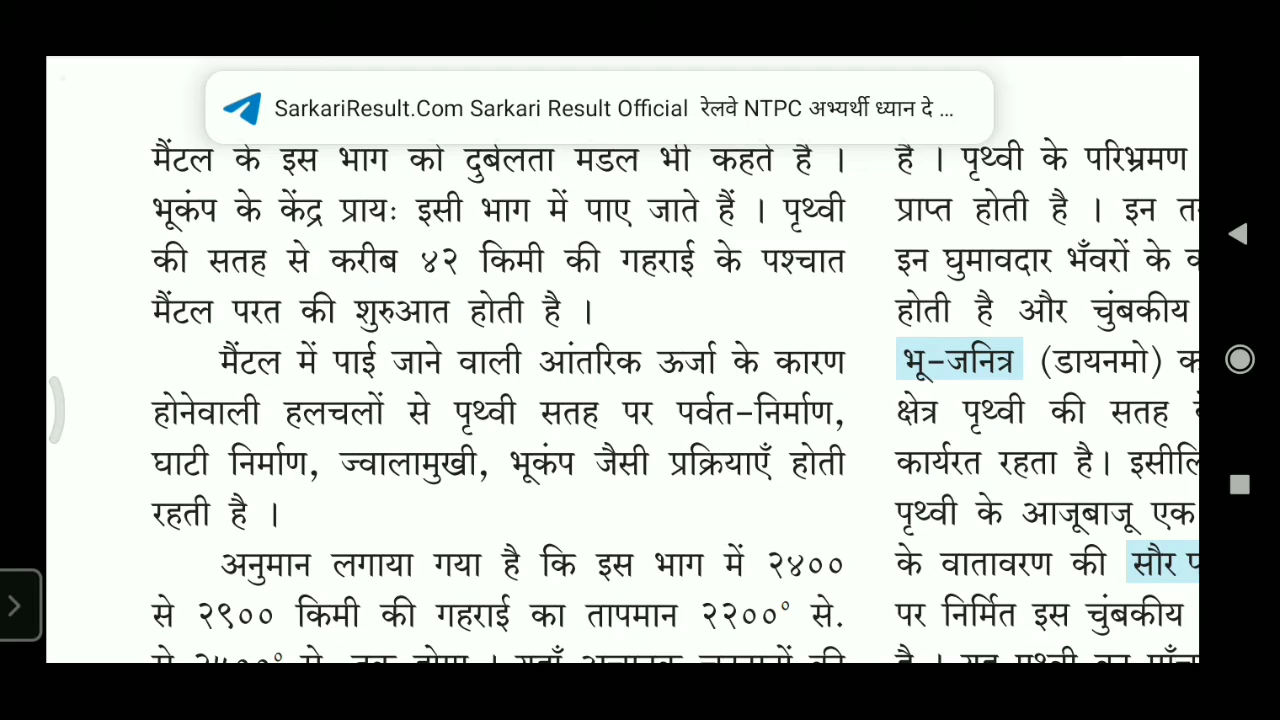 SarkariResult.Com Sarkari Result Official रेलवे NTPC अभ्यर्थी ध्यान दे ...
मैंटल के इस भाग को दुर्बलता मंडल भी कहते हैं ।
भूकंप के केंद्र प्रायः इसी भाग में पाए जाते हैं । पृथ्वी
की सतह से करीब ४२ किमी की गहराई के पश्चात
मैंटल परत की शुरुआत होती है ।
मैंटल में पाई जाने वाली आंतरिक ऊर्जा के कारण
होनेवाली हलचलों से पृथ्वी सतह पर पर्वत-निर्माण,
घाटी निर्माण, ज्वालामुखी, भूकंप जैसी प्रक्रियाएँ होती
रहती है ।
अनुमान लगाया गया है कि इस भाग में २४००
से २९०० किमी की गहराई का तापमान २२००° से.
है । पृथ्वी के परिभ्रमण
प्राप्त होती है । इन
इन घुमावदार भँवरों के
होती है और चुंबकीय
भू-जनित्र (डायनमो)
क्षेत्र पृथ्वी की सतह
कार्यरत रहता है।
पृथ्वी के आजूबाजू एक
के वातावरण की सौर
पर निर्मित इस चुंबकीय